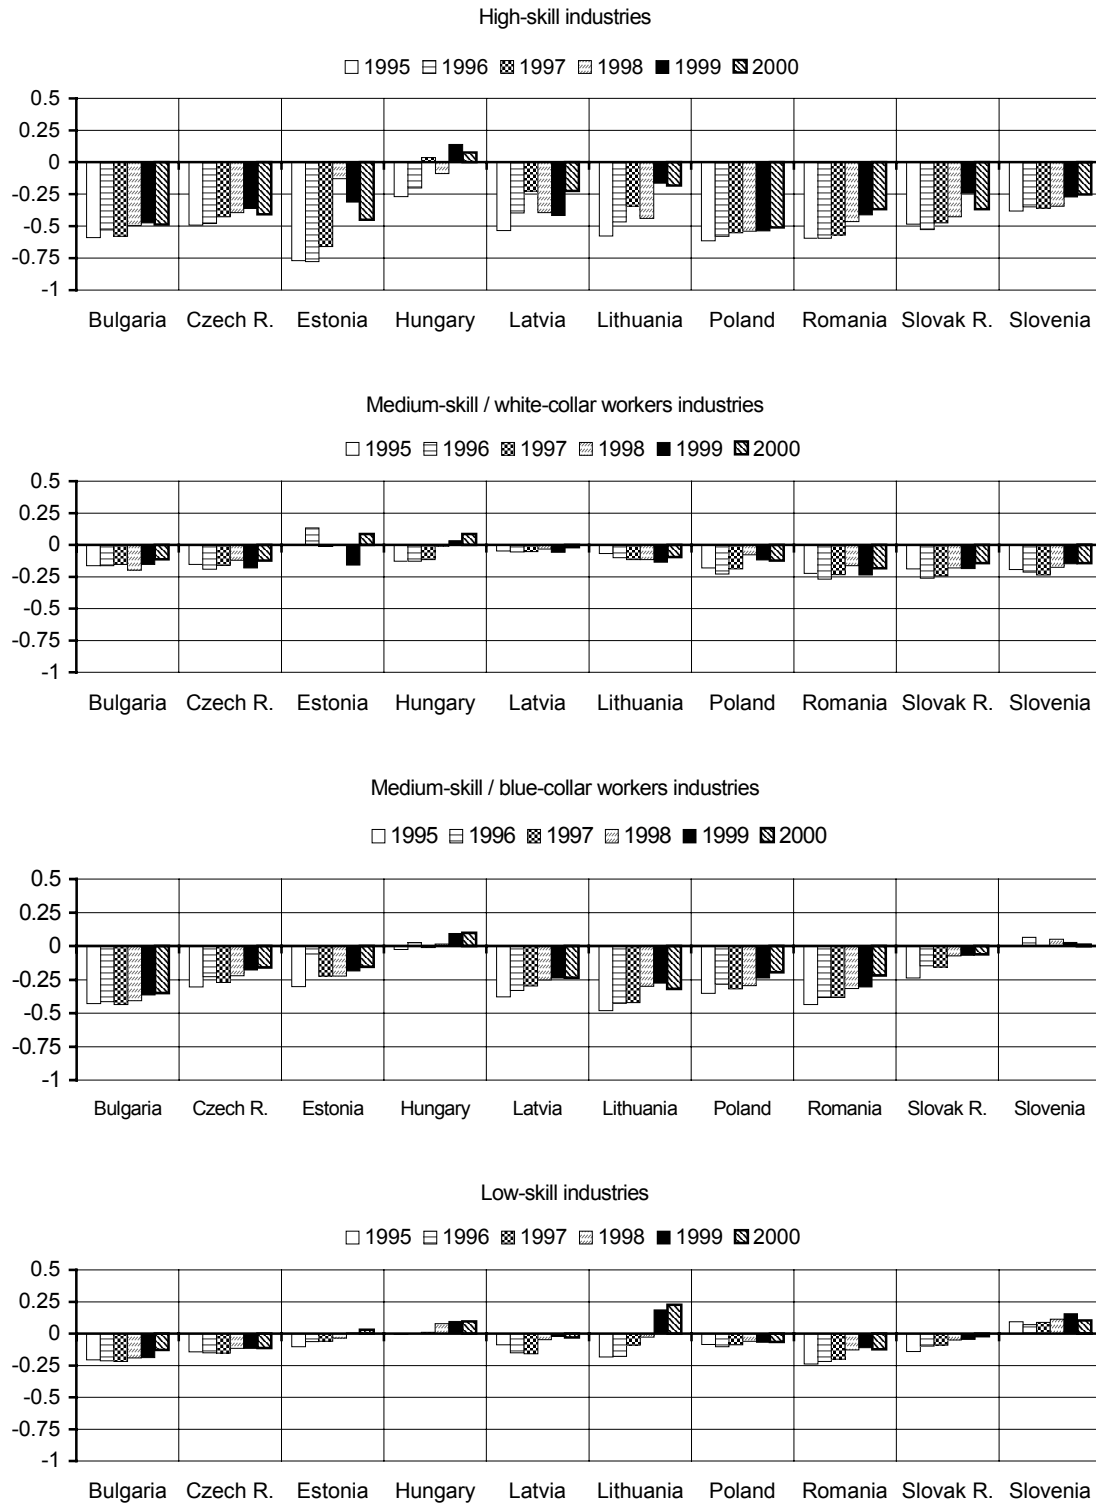 High-skill industries
1995 1996 1997 1998 1999 2000
0.5
0.25
0
-0.25
-0.5
-0.75
-1
Bulgaria Czech R. Estonia Hungary Latvia Lithuania Poland Romania Slovak R. Slovenia
Medium-skill / white-collar workers industries
1995 1996 1997 1998 1999 2000
0.5
0.25
0
-0.25
-0.5
-0.75
-1
Bulgaria Czech R. Estonia Hungary Latvia Lithuania Poland Romania Slovak R. Slovenia
Medium-skill / blue-collar workers industries
1995 1996 1997 1998 1999 2000
0.5
0.25
0
-0.25
-0.5
-0.75
-1
Bulgaria Czech R. Estonia Hungary Latvia Lithuania Poland Romania Slovak R. Slovenia
Low-skill industries
1995 1996 1997 1998 1999 2000
0.5
0.25
0
-0.25
-0.5
-0.75
-1
Bulgaria Czech R. Estonia Hungary Latvia Lithuania Poland Romania Slovak R. Slovenia